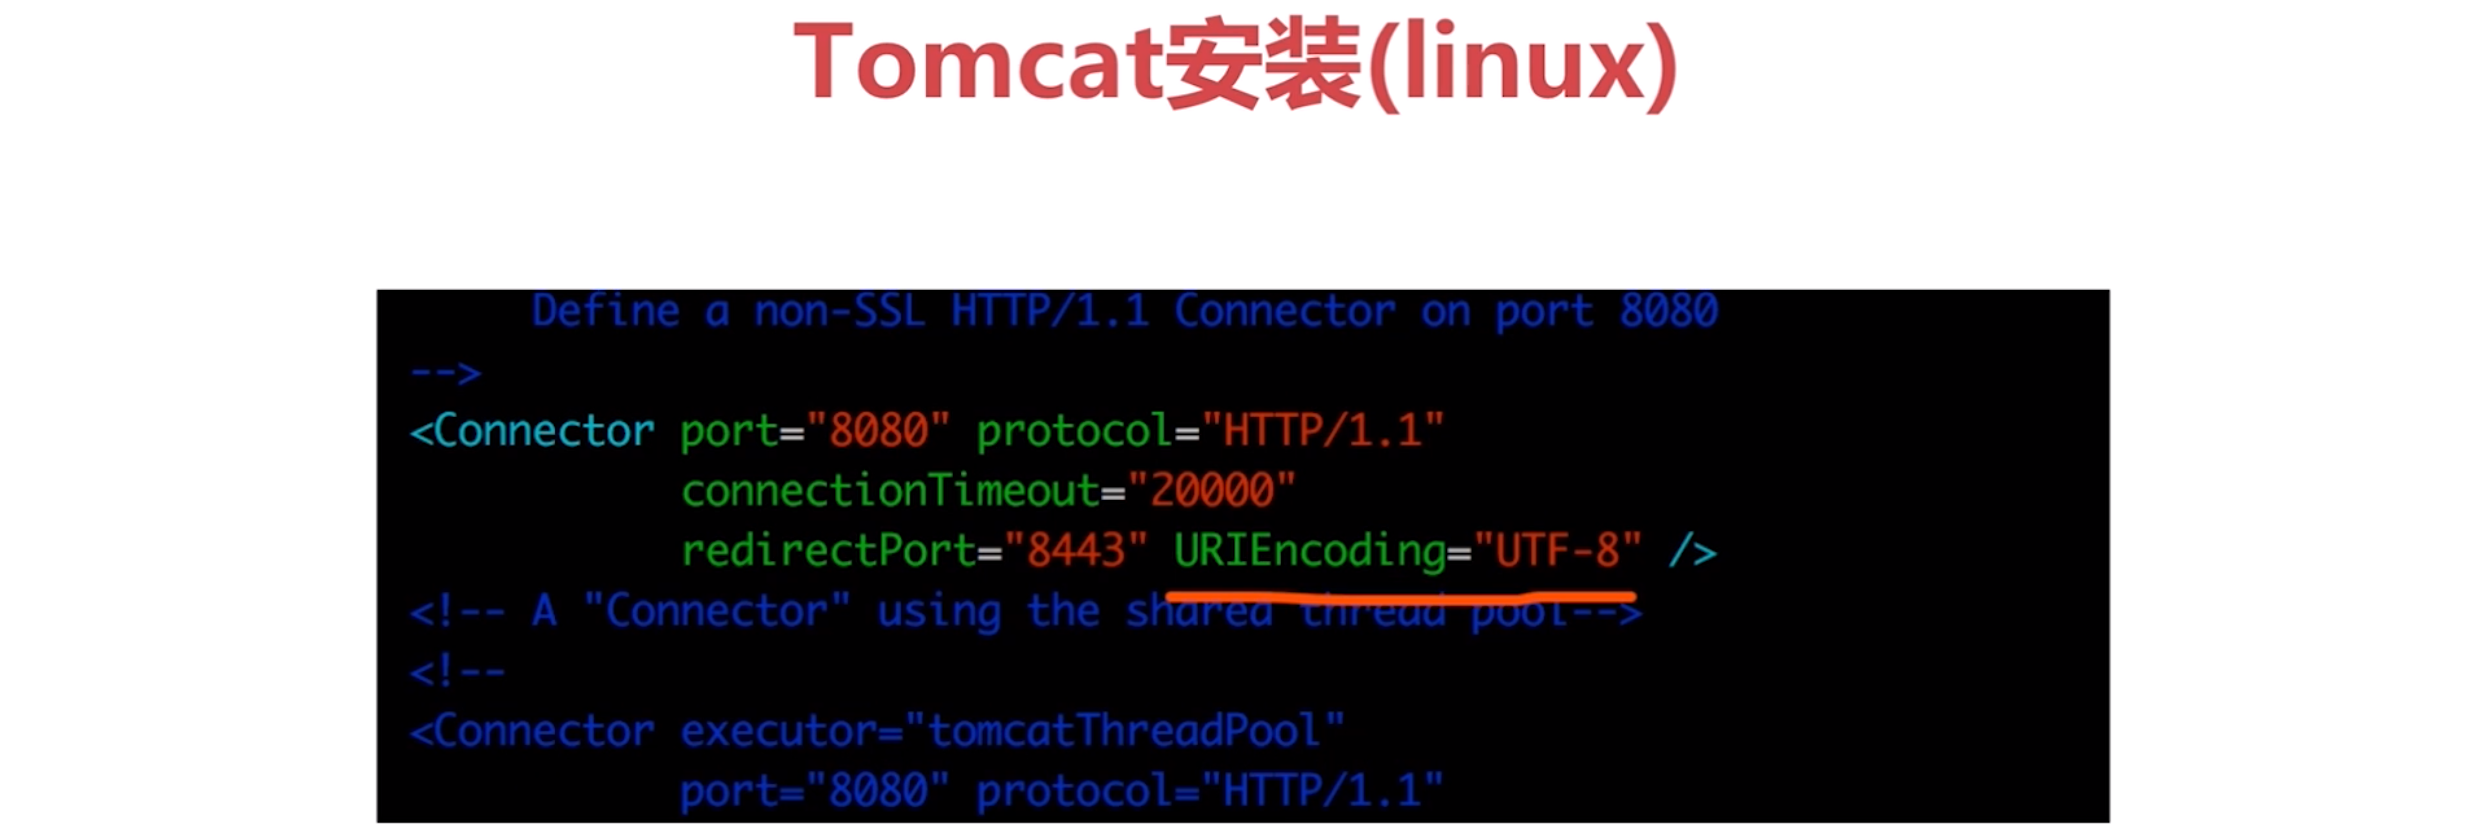 Tomcat安装(linux)
Define a non-SSL HTTP/1.1 Connector on port 8080
-->
<Connector port="8080" protocol="HTTP/1.1"
connectionTimeout="20000"
redirectPort="8443" URIEncoding="UTF-8" />
<!-- A "Connector" using the shared thread pool-->
<!--
<Connector executor="tomcatThreadPool"
port="8080" protocol="HTTP/1.1"